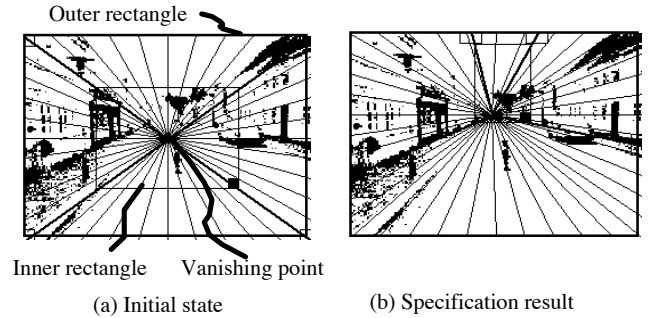 Outer rectangle
Inner rectangle
Vanishing point
(a) Initial state
(b) Specification result